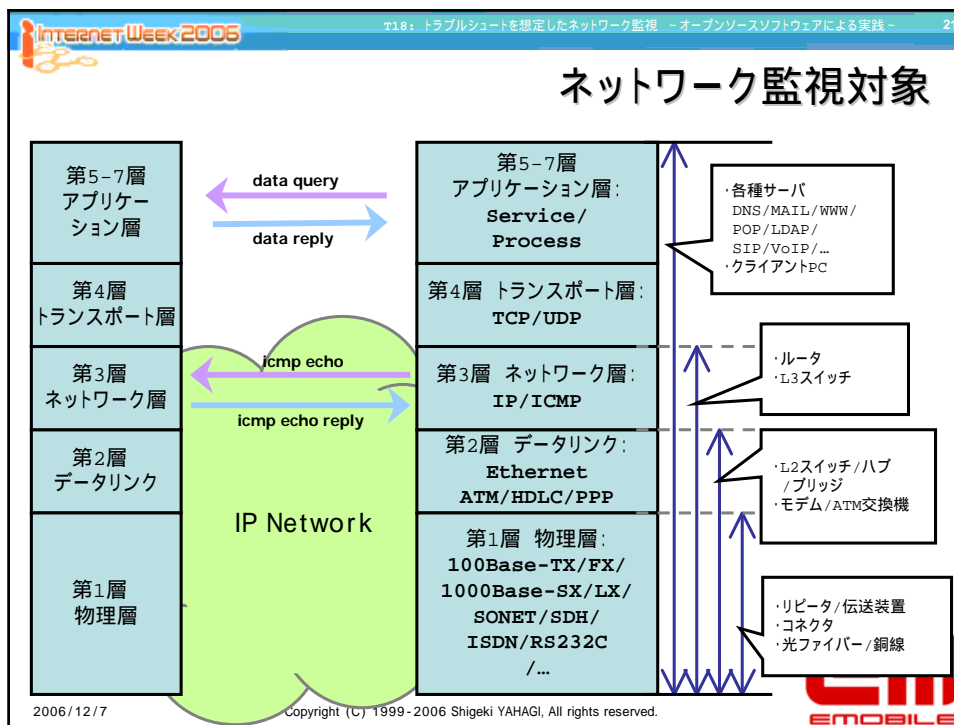 INTERNET WEEK 2006
T18: トラブルシュートを想定したネットワーク監視 ~オープンソースソフトウェアによる実践~
21
ネットワーク監視対象
第5-7層
アプリケー
ション層
第4層
トランスポート層
第3層
ネットワーク層
第2層
データリンク
第1層
物理層
data query
data reply
icmp echo
icmp echo reply
IP Network
第5-7層
アプリケーション層:
Service/
Process
第4層 トランスポート層:
TCP/UDP
第3層 ネットワーク層:
IP/ICMP
第2層 データリンク:
Ethernet
ATM/HDLC/PPP
第1層 物理層:
100Base-TX/FX/
1000Base-SX/LX/
SONET/SDH/
ISDN/RS232C
/…
・各種サーバ
DNS/MAIL/WWW/
POP/LDAP/
SIP/VoIP/…
・クライアントPC
・ルータ
・L3スイッチ
・L2スイッチ/ハブ
/ブリッジ
・モデム/ATM交換機
・リピータ/伝送装置
・コネクタ
・光ファイバー/銅線
2006/12/7
Copyright (C) 1999-2006 Shigeki YAHAGI, All rights reserved.
EMOBILE